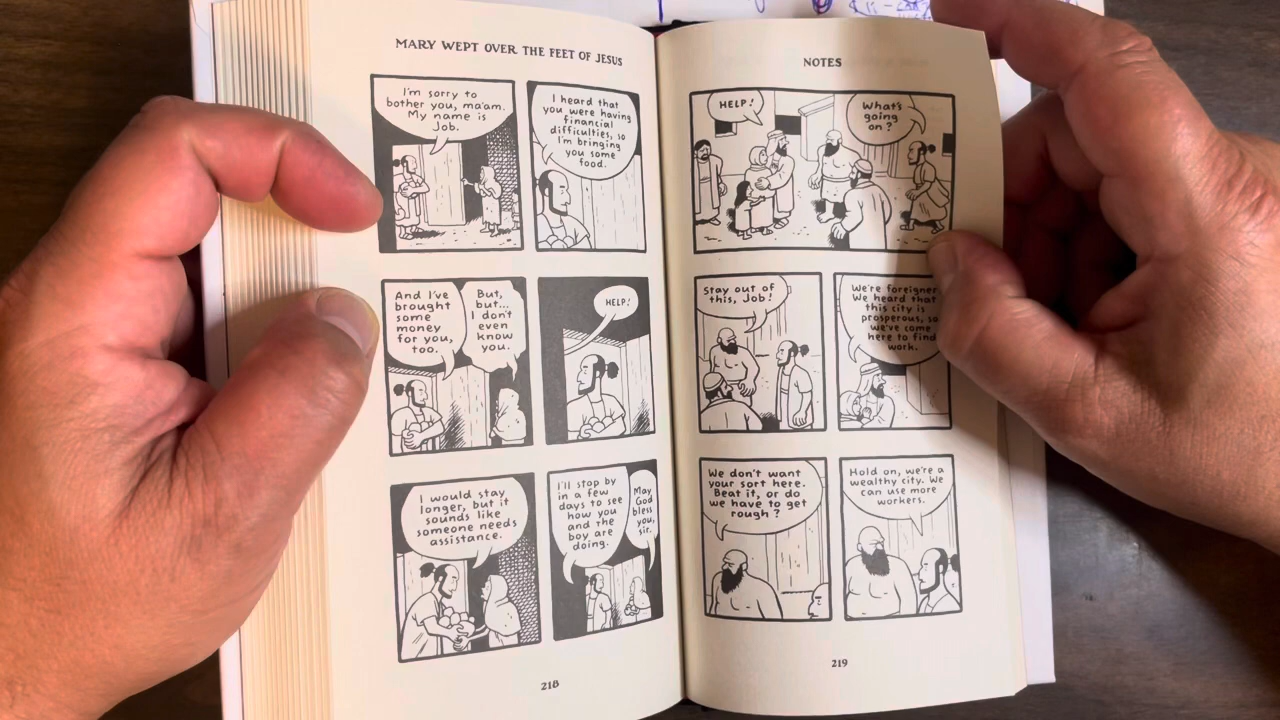 MARY WEPT OVER THE FEET OF JESUS
I'm sorry to
bother you, ma'am.
My name is
Job.
I heard that
you were having
financial
difficulties, so
I'm bringing
you some
food.
And I've
brought
some
money
for you,
too.
But,
but...
I don't
even
know
you.
HELP!
I would stay
longer, but it
sounds like
someone needs
assistance.
I'll stop by
in a few
days to see
how you
and the
boy are
doing.
May
God
bless
you,
sir.
218
NOTES
HELP!
What's
going
on?
Stay out of
this, Job!
We're foreigner
We heard that
this city is
prosperous, so
we've come
here to find
work.
We don't want
your sort here.
Beat it, or do
we have to get
rough?
Hold on, we're a
wealthy city. We
can use more
workers.
219